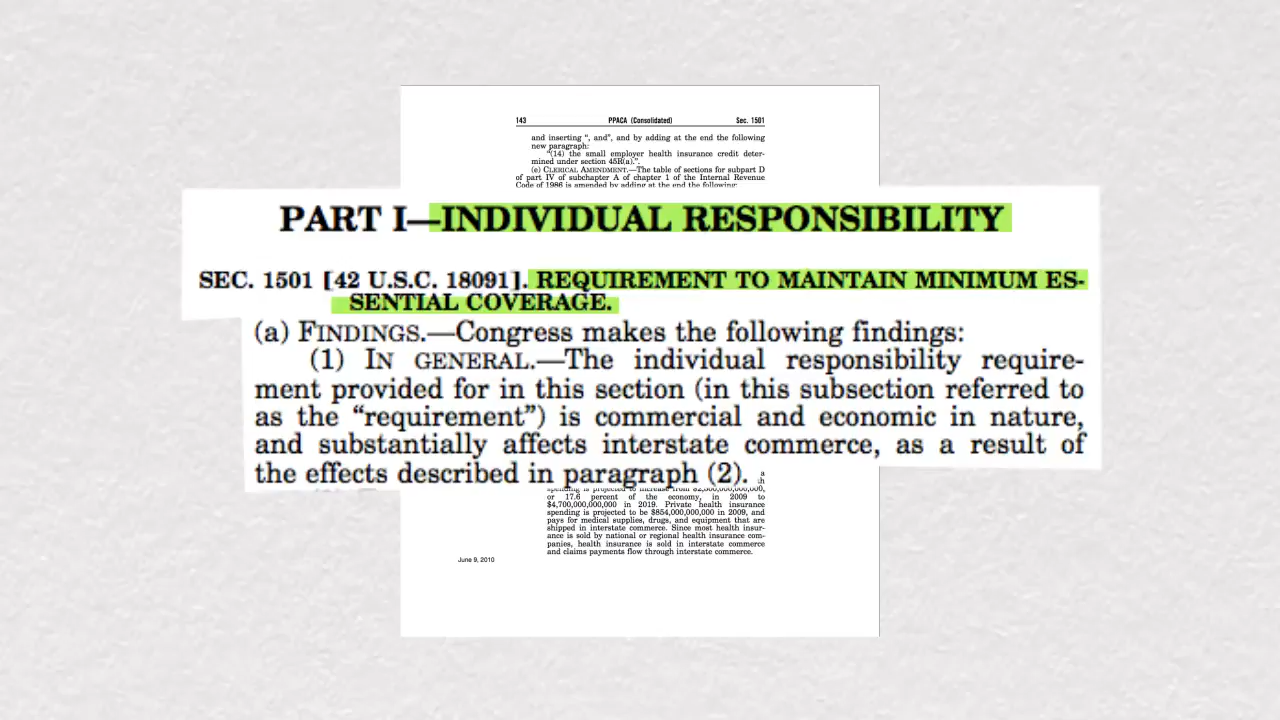 143 PPACA (Consolidated) Sec. 1501
and inserting “, and”, and by adding at the end the following
new paragraph:
“(14) the small employer health insurance credit deter-
mined under section 45R(a).”.
(e) CLERICAL AMENDMENT.—The table of sections for subpart D
of part IV of subchapter A of chapter 1 of the Internal Revenue
Code of 1986 is amended by adding at the end the following:
PART I—INDIVIDUAL RESPONSIBILITY
SEC. 1501 [42 U.S.C. 18091]. REQUIREMENT TO MAINTAIN MINIMUM ES-
SENTIAL COVERAGE.
(a) FINDINGS.—Congress makes the following findings:
(1) IN GENERAL.—The individual responsibility require-
ment provided for in this section (in this subsection referred to
as the “requirement”) is commercial and economic in nature,
and substantially affects interstate commerce, as a result of
the effects described in paragraph (2).
spending is projected to increase from
or 17.6 percent of the economy, in 2009 to
$4,700,000,000,000 in 2019. Private health insurance
spending is projected to be $854,000,000,000 in 2009, and
pays for medical supplies, drugs, and equipment that are
shipped in interstate commerce. Since most health insur-
ance is sold by national or regional health insurance com-
panies, health insurance is sold in interstate commerce
and claims payments flow through interstate commerce.
June 9, 2010